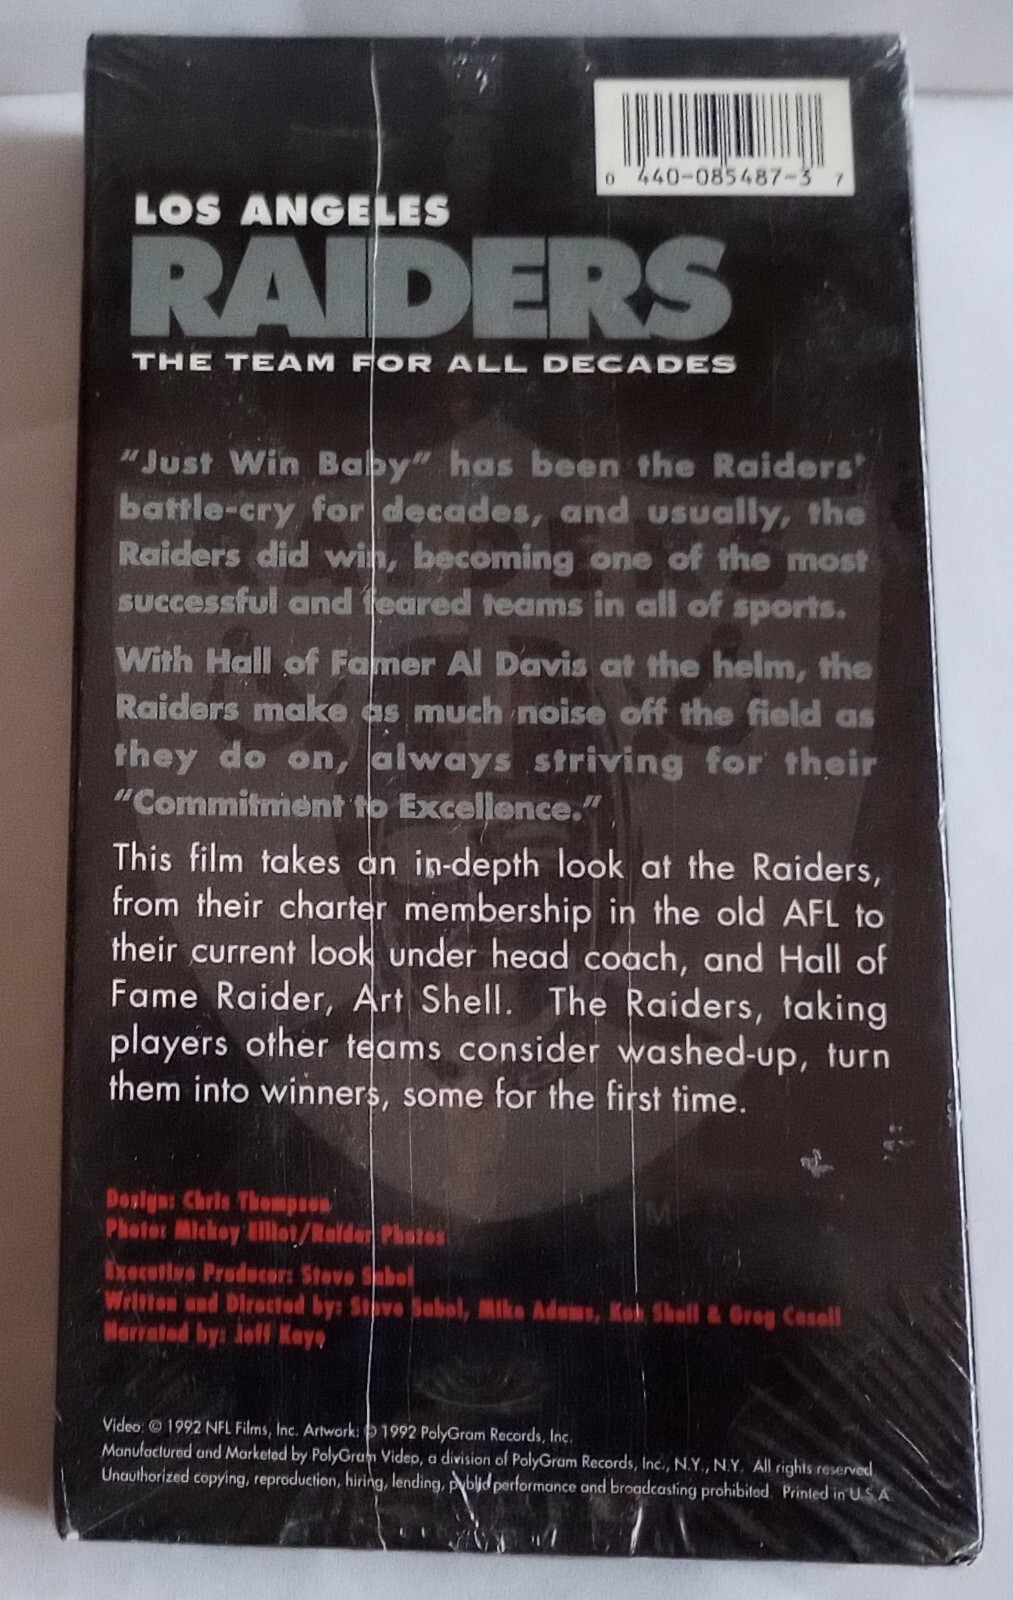 0 440-085487-3 7
LOS ANGELES
RAIDERS
THE TEAM FOR ALL DECADES
"Just Win Baby" has been the Raiders'
battle-cry for decades, and usually, the
Raiders did win, becoming one of the most
successful and feared teams in all of sports.
With Hall of Famer Al Davis at the helm, the
Raiders make as much noise off the field as
they do on, always striving for their
"Commitment to Excellence."
This film takes an in-depth look at the Raiders,
from their charter membership in the old AFL to
their current look under head coach, and Hall of
Fame Raider, Art Shell. The Raiders, taking
players other teams consider washed-up, turn
them into winners, some for the first time.
Design: Chris Thompson
Photo: Mickey Elliot/Raider Photos
Executive Producer: Steve Sabol
Written and Directed by: Steve Sabol, Mike Adams, Ken Shell & Greg Cosell
Narrated by: Jeff Kaye
Video: © 1992 NFL Films, Inc. Artwork: ℗ 1992 PolyGram Records, Inc.
Manufactured and Marketed by PolyGram Video, a division of PolyGram Records, Inc., N.Y., N.Y. All rights reserved
Unauthorized copying, reproduction, hiring, lending, public performance and broadcasting prohibited Printed in U.S.A.